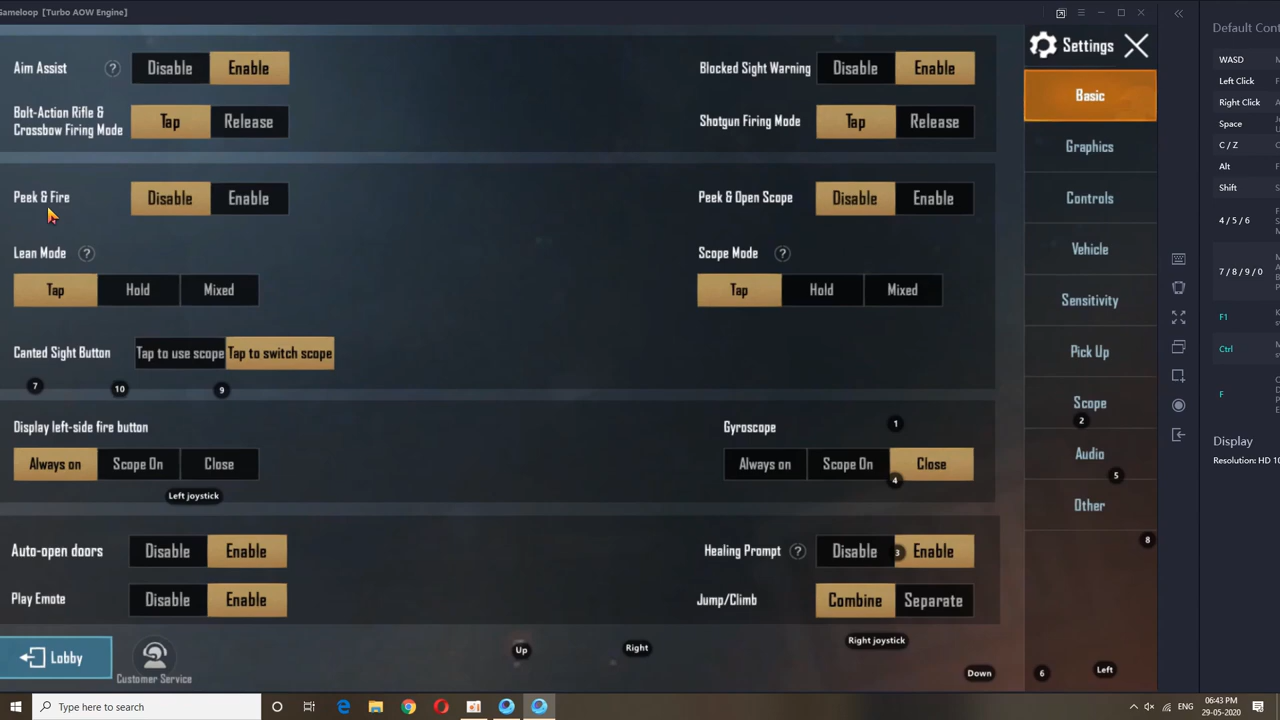 Gameloop [Turbo AOW Engine]
Aim Assist ? Disable Enable
Blocked Sight Warning Disable Enable
Bolt-Action Rifle &
Crossbow Firing Mode Tap Release
Shotgun Firing Mode Tap Release
Peek & Fire Disable Enable
Peek & Open Scope Disable Enable
Lean Mode ?
Scope Mode ?
Tap Hold Mixed
Tap Hold Mixed
Canted Sight Button Tap to use scope Tap to switch scope
7 10 9
Display left-side fire button
Gyroscope 1
Always on Scope On Close
Always on Scope On Close
4
Left joystick
Auto-open doors Disable Enable
Healing Prompt ? Disable 3 Enable
Play Emote Disable Enable
Jump/Climb Combine Separate
Lobby
Customer Service
Up Right Right joystick
Down 6 Left
Settings
Basic
Graphics
Controls
Vehicle
Sensitivity
Pick Up
Scope
2
Audio
5
Other
8
Default Cont
WASD
Left Click
Right Click
Space
C / Z
Alt
Shift
4 / 5 / 6
7 / 8 / 9 / 0
F1
Ctrl
F
Display
Resolution: HD 10
Type here to search
ENG
06:43 PM
29-05-2020